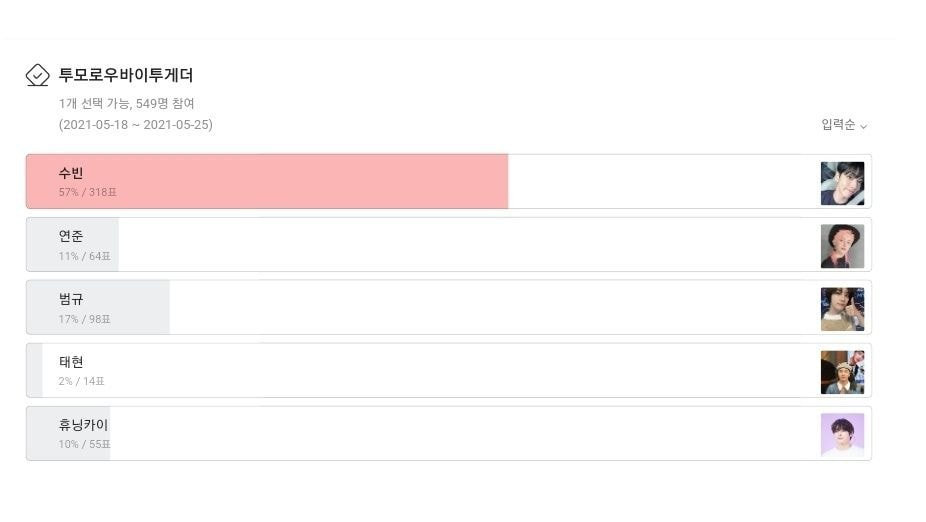 투모로우바이투게더
1개 선택 가능, 549명 참여
(2021-05-18 ~ 2021-05-25)
입력순
수빈
57% / 318표
연준
11% / 64표
범규
17% / 98표
태현
2% / 14표
휴닝카이
10% / 55표